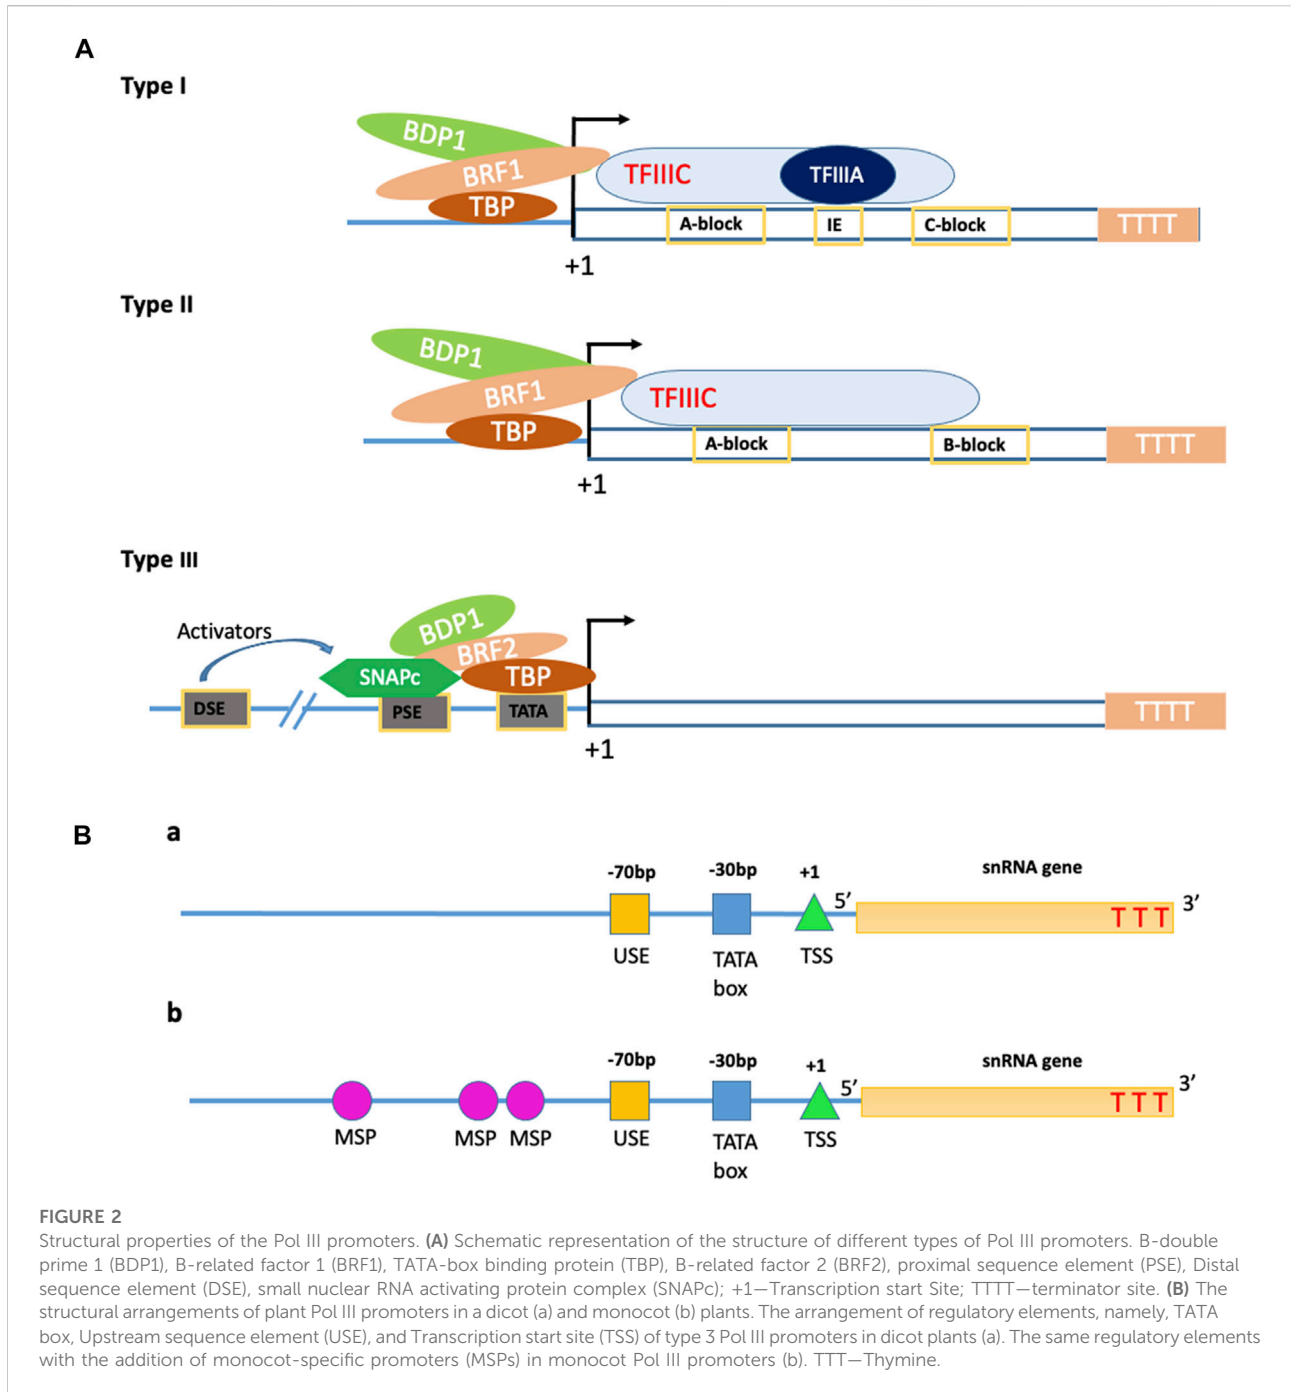 A
Type I
BDP1
BRF1
TBP
TFIIIC
TFIIIA
A-block
IE
C-block
TTTT
+1
Type II
BDP1
BRF1
TBP
TFIIIC
A-block
B-block
TTTT
+1
Type III
Activators
BDP1
BRF2
SNAPc
TBP
DSE
PSE
TATA
TTTT
+1
B
a
-70bp
-30bp
+1
snRNA gene
5’
T T T
3’
USE
TATA
box
TSS
b
-70bp
-30bp
+1
snRNA gene
5’
T T T
3’
MSP
MSP
MSP
USE
TATA
box
TSS
FIGURE 2
Structural properties of the Pol III promoters. (A) Schematic representation of the structure of different types of Pol III promoters. B-double
prime 1 (BDP1), B-related factor 1 (BRF1), TATA-box binding protein (TBP), B-related factor 2 (BRF2), proximal sequence element (PSE), Distal
sequence element (DSE), small nuclear RNA activating protein complex (SNAPc); +1—Transcription start Site; TTTT—terminator site. (B) The
structural arrangements of plant Pol III promoters in a dicot (a) and monocot (b) plants. The arrangement of regulatory elements, namely, TATA
box, Upstream sequence element (USE), and Transcription start site (TSS) of type 3 Pol III promoters in dicot plants (a). The same regulatory elements
with the addition of monocot-specific promoters (MSPs) in monocot Pol III promoters (b). TTT—Thymine.